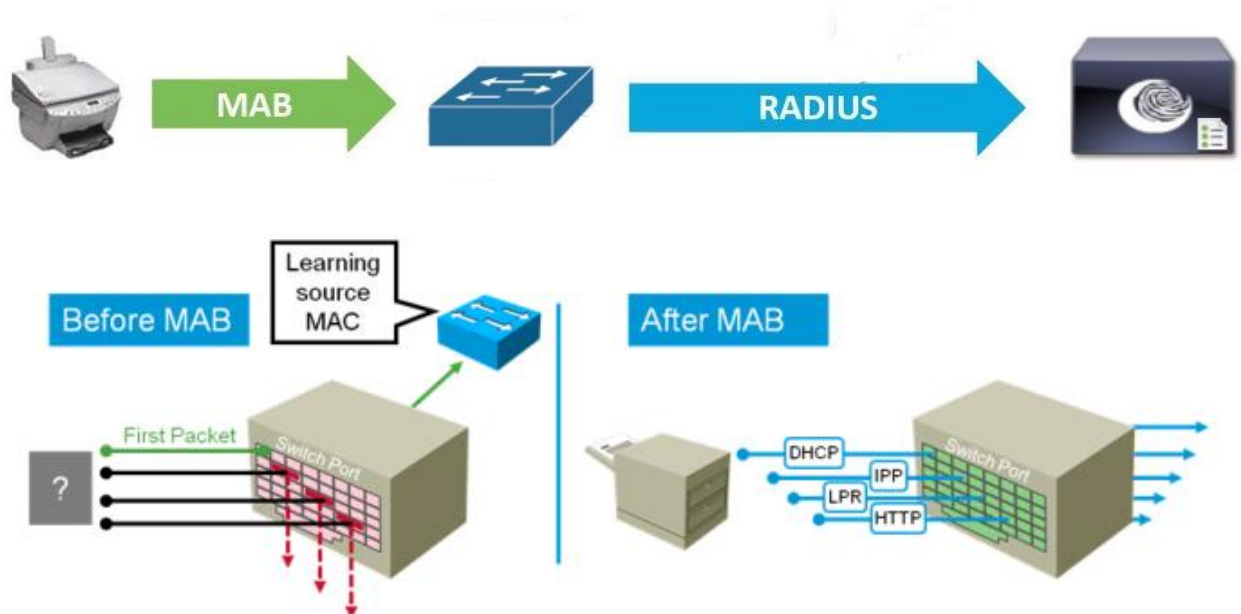 MAB
RADIUS
Learning
source
MAC
Before MAB
After MAB
First Packet
Switch Port
?
DHCP
IPP
LPR
HTTP
Switch Port